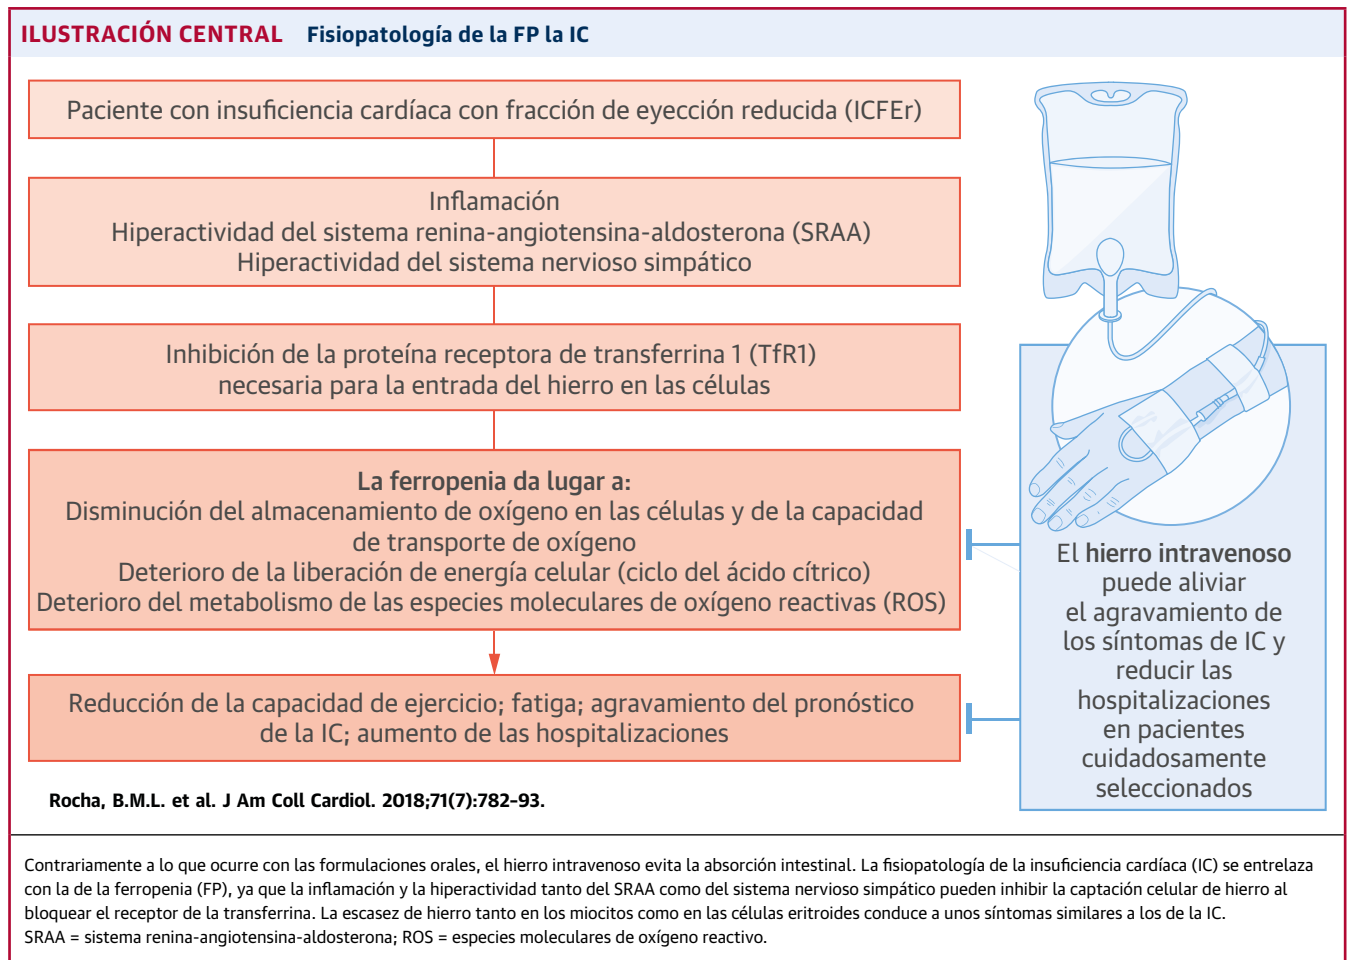 ILUSTRACIÓN CENTRAL Fisiopatología de la FP la IC
Paciente con insuficiencia cardíaca con fracción de eyección reducida (ICFEr)
Inflamación
Hiperactividad del sistema renina-angiotensina-aldosterona (SRAA)
Hiperactividad del sistema nervioso simpático
Inhibición de la proteína receptora de transferrina 1 (TfR1)
necesaria para la entrada del hierro en las células
La ferropenia da lugar a:
Disminución del almacenamiento de oxígeno en las células y de la capacidad
de transporte de oxígeno
Deterioro de la liberación de energía celular (ciclo del ácido cítrico)
Deterioro del metabolismo de las especies moleculares de oxígeno reactivas (ROS)
Reducción de la capacidad de ejercicio; fatiga; agravamiento del pronóstico
de la IC; aumento de las hospitalizaciones
El hierro intravenoso
puede aliviar
el agravamiento de
los síntomas de IC y
reducir las
hospitalizaciones
en pacientes
cuidadosamente
seleccionados
Rocha, B.M.L. et al. J Am Coll Cardiol. 2018;71(7):782–93.
Contrariamente a lo que ocurre con las formulaciones orales, el hierro intravenoso evita la absorción intestinal. La fisiopatología de la insuficiencia cardíaca (IC) se entrelaza
con la de la ferropenia (FP), ya que la inflamación y la hiperactividad tanto del SRAA como del sistema nervioso simpático pueden inhibir la captación celular de hierro al
bloquear el receptor de la transferrina. La escasez de hierro tanto en los miocitos como en las células eritroides conduce a unos síntomas similares a los de la IC.
SRAA = sistema renina-angiotensina-aldosterona; ROS = especies moleculares de oxígeno reactivo.